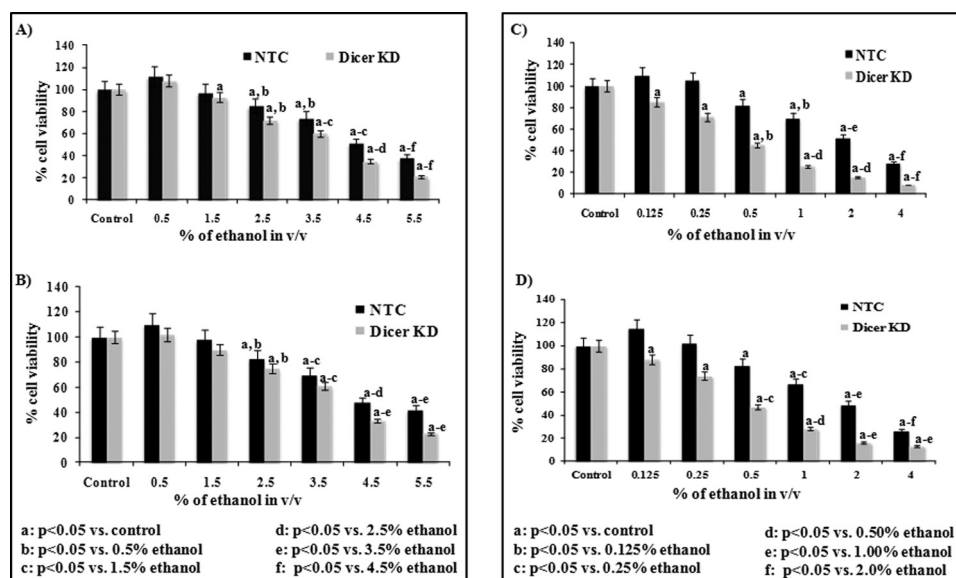 A)
NTC
Dicer KD
% cell viability
140
120
100
80
60
40
20
0
a
a,b
a,b
a,b
a-c
a-c
a-d
a-f
a-f
Control 0.5 1.5 2.5 3.5 4.5 5.5
% of ethanol in v/v
B)
NTC
Dicer KD
% cell viability
140
120
100
80
60
40
20
0
a,b
a,b
a-c
a-c
a-d
a-e
a-e
a-e
Control 0.5 1.5 2.5 3.5 4.5 5.5
% of ethanol in v/v
a: p<0.05 vs. control
b: p<0.05 vs. 0.5% ethanol
c: p<0.05 vs. 1.5% ethanol
d: p<0.05 vs. 2.5% ethanol
e: p<0.05 vs. 3.5% ethanol
f: p<0.05 vs. 4.5% ethanol
C)
NTC
Dicer KD
% cell viability
140
120
100
80
60
40
20
0
a
a
a
a,b
a,b
a-d
a-e
a-d
a-f
a-f
Control 0.125 0.25 0.5 1 2 4
% of ethanol in v/v
D)
NTC
Dicer KD
% cell viability
140
120
100
80
60
40
20
0
a
a
a
a-c
a-c
a-d
a-e
a-e
a-f
a-e
Control 0.125 0.25 0.5 1 2 4
% of ethanol in v/v
a: p<0.05 vs. control
b: p<0.05 vs. 0.125% ethanol
c: p<0.05 vs. 0.25% ethanol
d: p<0.05 vs. 0.50% ethanol
e: p<0.05 vs. 1.00% ethanol
f: p<0.05 vs. 2.0% ethanol